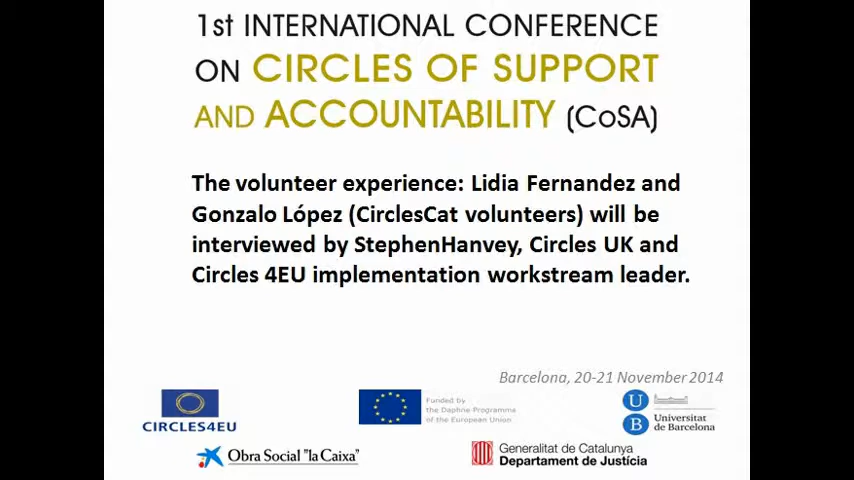 1st INTERNATIONAL CONFERENCE
ON CIRCLES OF SUPPORT
AND ACCOUNTABILITY (CoSA)
The volunteer experience: Lidia Fernandez and
Gonzalo López (CirclesCat volunteers) will be
interviewed by StephenHanvey, Circles UK and
Circles 4EU implementation workstream leader.
Barcelona, 20-21 November 2014
CIRCLES4EU
Funded by
the Daphne Programme
of the European Union
U
B
Universitat
de Barcelona
Obra Social "la Caixa"
Generalitat de Catalunya
Departament de Justícia